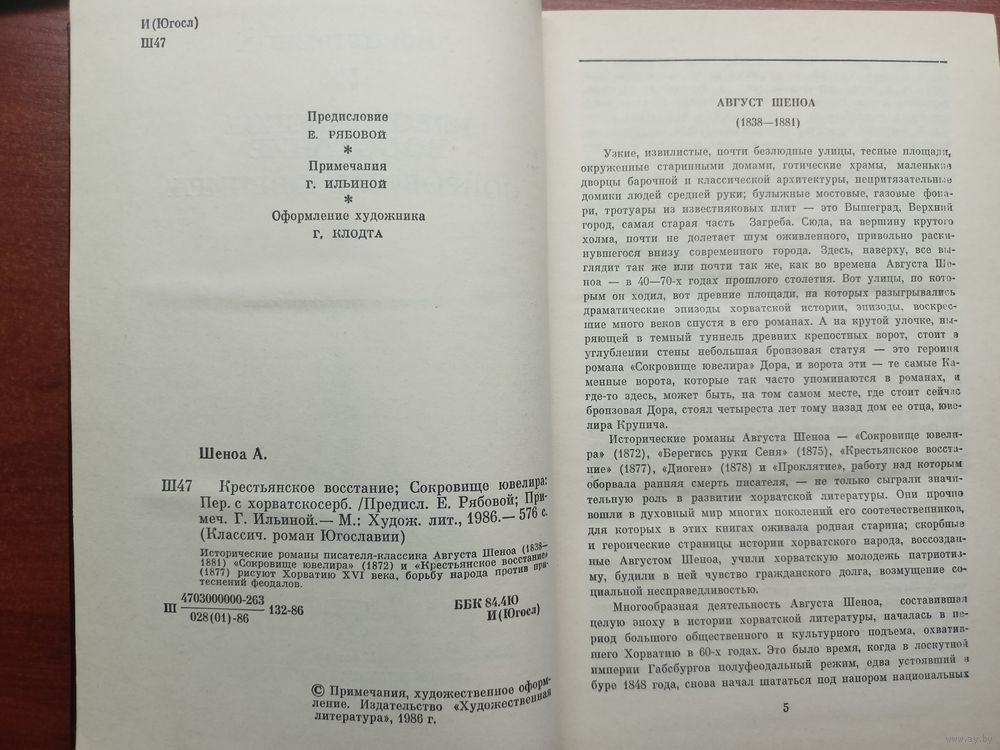 И (Югосл)
Ш47
Предисловие
Е. РЯБОВОЙ
*
Примечания
Г. ИЛЬИНОЙ
*
Оформление художника
Г. КЛОДТА
Шеноа А.
Ш47 Крестьянское восстание; Сокровище ювелира:
Пер. с хорватскосерб. /Предисл. Е. Рябовой; При-
меч. Г. Ильиной.— М.: Худож. лит., 1986.— 576 с.
(Классич. роман Югославии)
Исторические романы писателя-классика Августа Шеноа (1838—
1881) «Сокровище ювелира» (1872) и «Крестьянское восстание»
(1877) рисуют Хорватию XVI века, борьбу народа против при-
теснений феодалов.
Ш 4703000000-263 132-86
028(01)-86
ББК 84.4Ю
И(Югосл)
© Примечания, художественное оформ-
ление. Издательство «Художественная
литература», 1986 г.
АВГУСТ ШЕНОА
(1838—1881)
Узкие, извилистые, почти безлюдные улицы, тесные площади,
окруженные старинными домами, готические храмы, маленькие
дворцы барочной и классической архитектуры, непритязательные
домики людей средней руки; булыжные мостовые, газовые фона-
ри, тротуары из известняковых плит — это Вышеград, Верхний
город, самая старая часть Загреба. Сюда, на вершину крутого
холма, почти не долетает шум оживленного, привольно раски-
нувшегося внизу современного города. Здесь, наверху, все вы-
глядит так же или почти так же, как во времена Августа Ше-
ноа — в 40—70-х годах прошлого столетия. Вот улицы, по кото-
рым он ходил, вот древние площади, на которых разыгрывались
драматические эпизоды хорватской истории, эпизоды, воскрес-
шие много веков спустя в его романах. А на крутой улочке, ны-
ряющей в темный туннель древних крепостных ворот, стоит в
углублении стены небольшая бронзовая статуя — это героиня
романа «Сокровище ювелира» Дора, и ворота эти — те самые Ка-
менные ворота, которые так часто упоминаются в романах, и
где-то здесь, может быть, на том самом месте, где стоит сейчас
бронзовая Дора, стоял четыреста лет тому назад дом ее отца, юве-
лира Крупича.
Исторические романы Августа Шеноа — «Сокровище ювели-
ра» (1872), «Берегись руки Сеня» (1875), «Крестьянское восста-
ние» (1877), «Диоген» (1878) и «Проклятие», работу над которым
оборвала ранняя смерть писателя, — не только сыграли значи-
тельную роль в развитии хорватской литературы. Они прочно
вошли в духовный мир многих поколений его соотечественников,
для которых в этих книгах оживала родная старина; скорбные
и героические страницы истории хорватского народа, воссоздан-
ные Августом Шеноа, учили хорватскую молодежь патриотиз-
му, будили в ней чувство гражданского долга, возмущение со-
циальной несправедливостью.
Многообразная деятельность Августа Шеноа, составившая
целую эпоху в истории хорватской литературы, началась в пе-
риод большого общественного и культурного подъема, охватив-
шего Хорватию в 60-х годах. Это было время, когда в лоскутной
империи Габсбургов полуфеодальный режим, едва устоявший в
буре 1848 года, снова начал шататься под напором национальных
5
www.ay.by